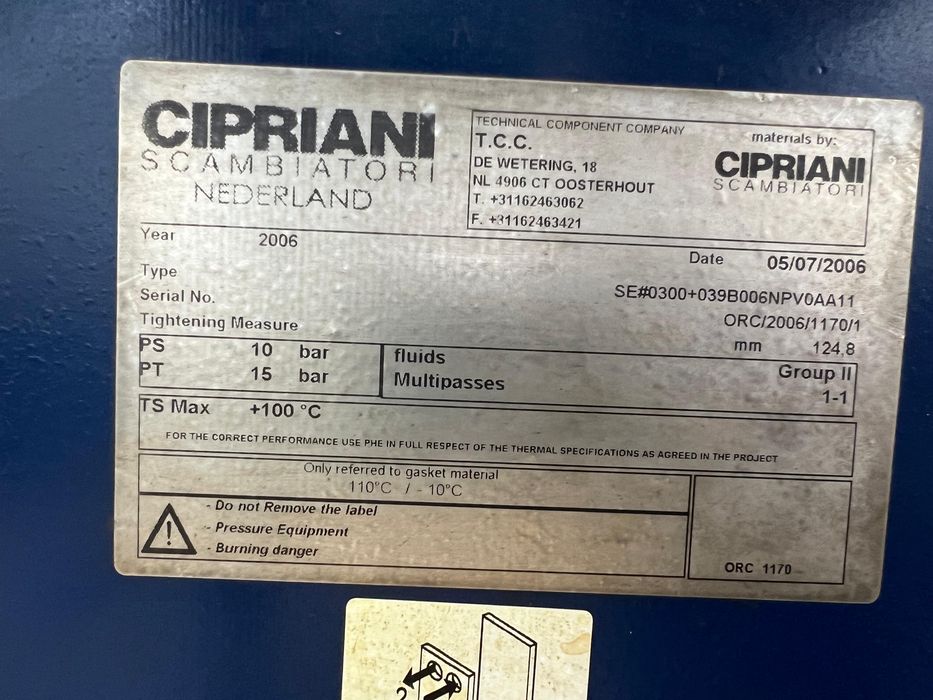 CIPRIANI
SCAMBIATORI
NEDERLAND
TECHNICAL COMPONENT COMPANY
T.C.C.
DE WETERING, 18
NL 4906 CT OOSTERHOUT
T. +31162463062
F. +31162463421
materials by:
CIPRIANI
SCAMBIATORI
Year 2006 Date 05/07/2006
Type SE#0300+039B006NPV0AA11
Serial No. ORC/2006/1170/1
Tightening Measure mm 124,8
PS 10 bar fluids Group II
PT 15 bar Multipasses 1-1
TS Max +100 °C
FOR THE CORRECT PERFORMANCE USE PHE IN FULL RESPECT OF THE THERMAL SPECIFICATIONS AS AGREED IN THE PROJECT
Only referred to gasket material
110°C / - 10°C
- Do not Remove the label
- Pressure Equipment
- Burning danger
ORC 1170
2